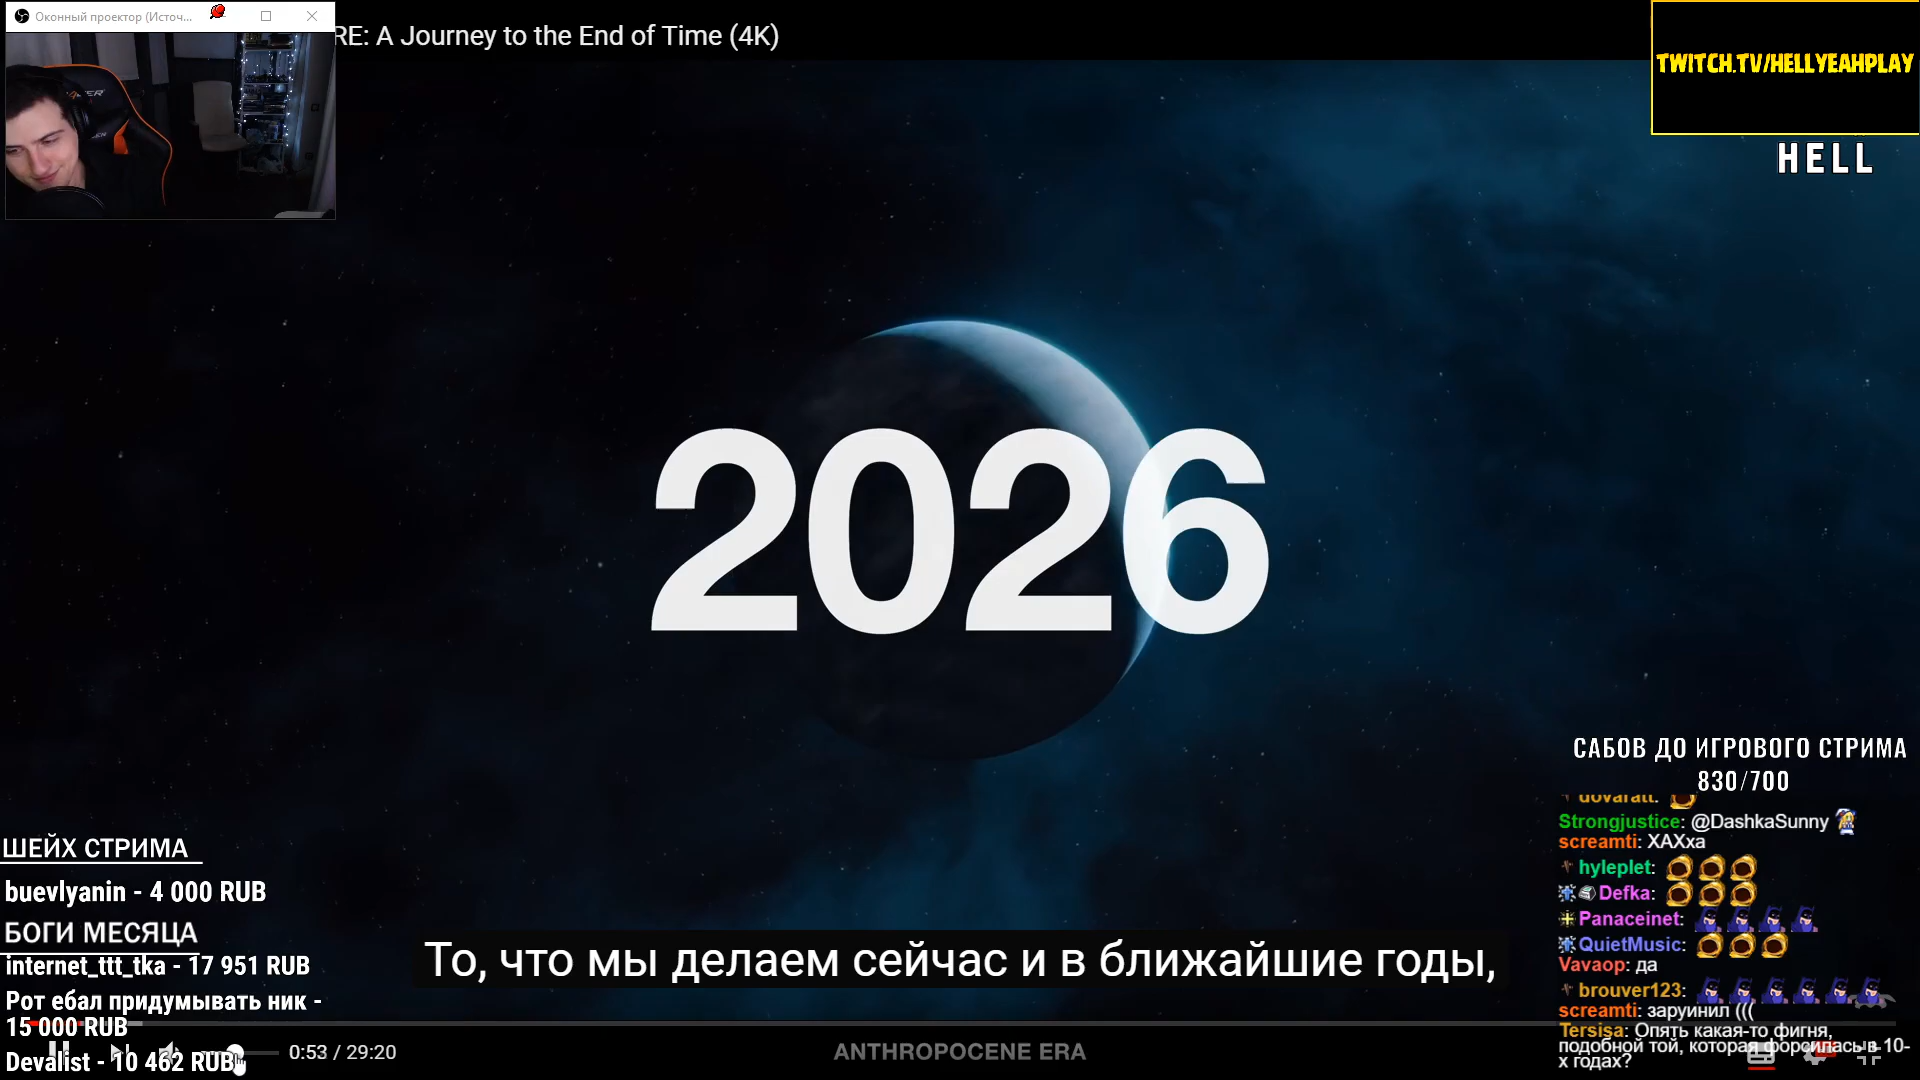 Оконный проектор (Источ...
RE: A Journey to the End of Time (4K)
TWITCH.TV/HELLYEAHPLAY
HELL
2026
САБОВ ДО ИГРОВОГО СТРИМА
830/700
dovaratt:
Strongjustice: @DashkaSunny
screamti: ХАХха
hyleplet:
Defka:
Panaceinet:
QuietMusic:
Vavaop: да
brouver123:
screamti: заруинил (((
Tersisa: Опять какая-то фигня,
подобной той, которая форсилась в 10-
х годах?
ШЕЙХ СТРИМА
buevlyanin - 4 000 RUB
БОГИ МЕСЯЦА
internet_ttt_tka - 17 951 RUB
Рот ебал придумывать ник -
15 000 RUB
Devalist - 10 462 RUB
То, что мы делаем сейчас и в ближайшие годы,
0:53 / 29:20
ANTHROPOCENE ERA